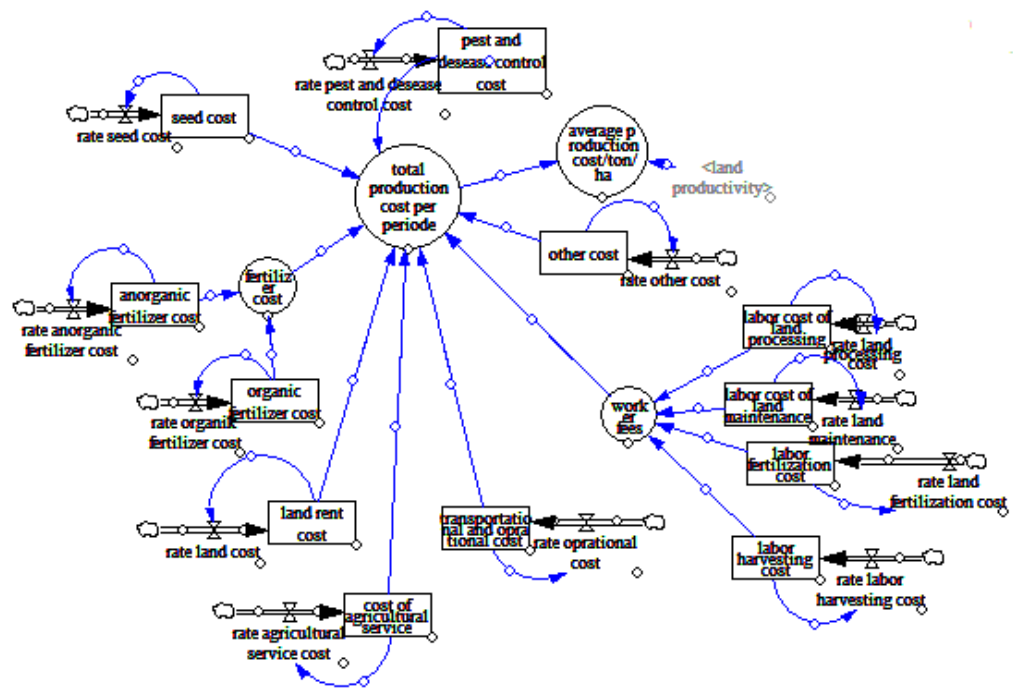 pest and
desease control
cost
rate pest and desease
control cost
seed cost
rate seed cost
average p
roduction
cost/ton/
ha
<land
productivity>
total
production
cost per
periode
other cost
rate other cost
fertiliz
er
cost
anorganic
fertilizer cost
rate anorganic
fertilizer cost
labor cost of
land
processing
rate land
processing
cost
organic
fertilizer cost
rate organik
fertilizer cost
work
er
fees
labor cost of
land
maintenance
rate land
maintenance
labor
fertilization
cost
rate land
fertilization cost
land rent
cost
rate land cost
transportatio
nal and opra
tional cost
rate oprational
cost
labor
harvesting
cost
rate labor
harvesting cost
cost of
agricultural
service
rate agricultural
service cost